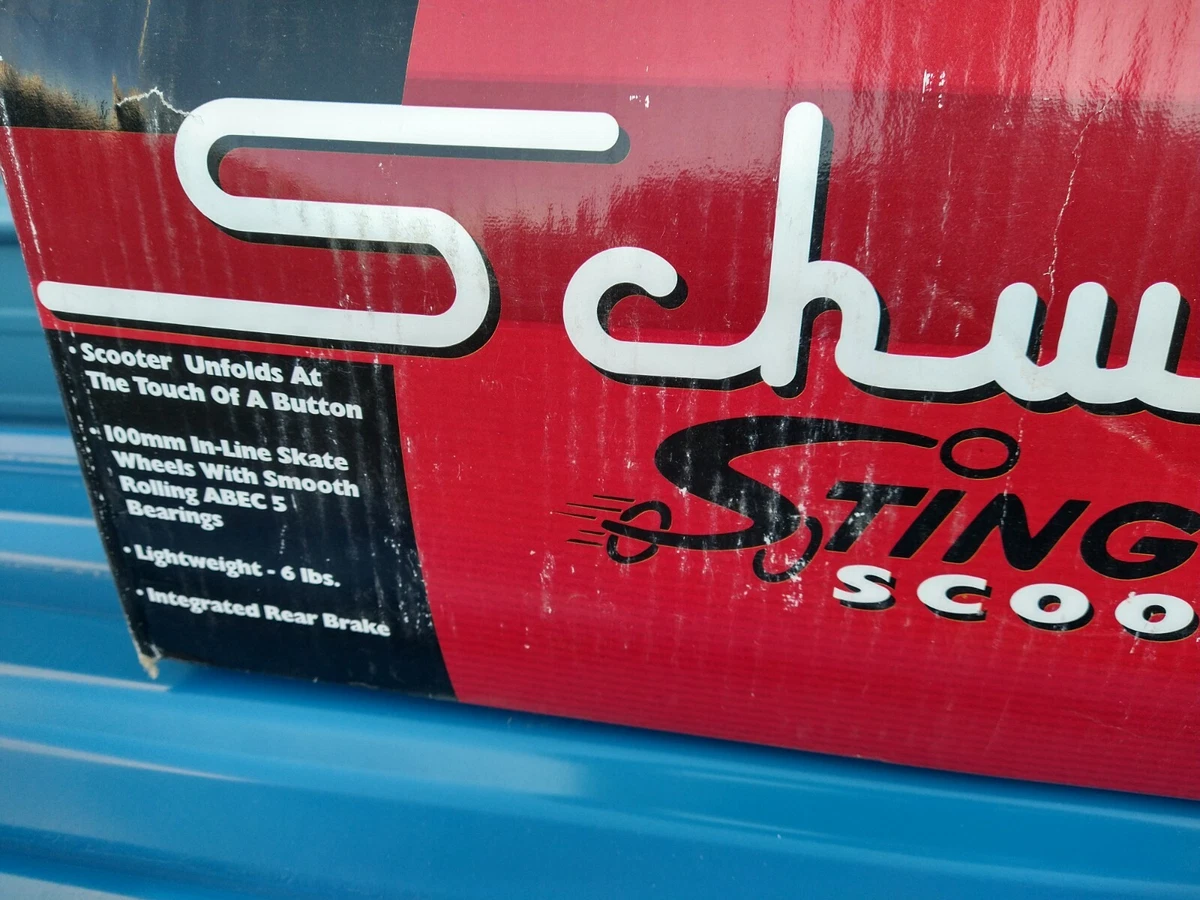 Schw
• Scooter Unfolds At
The Touch Of A Button
• 100mm In-Line Skate
Wheels With Smooth
Rolling ABEC 5
Bearings
• Lightweight - 6 lbs.
• Integrated Rear Brake
STING
SCOO